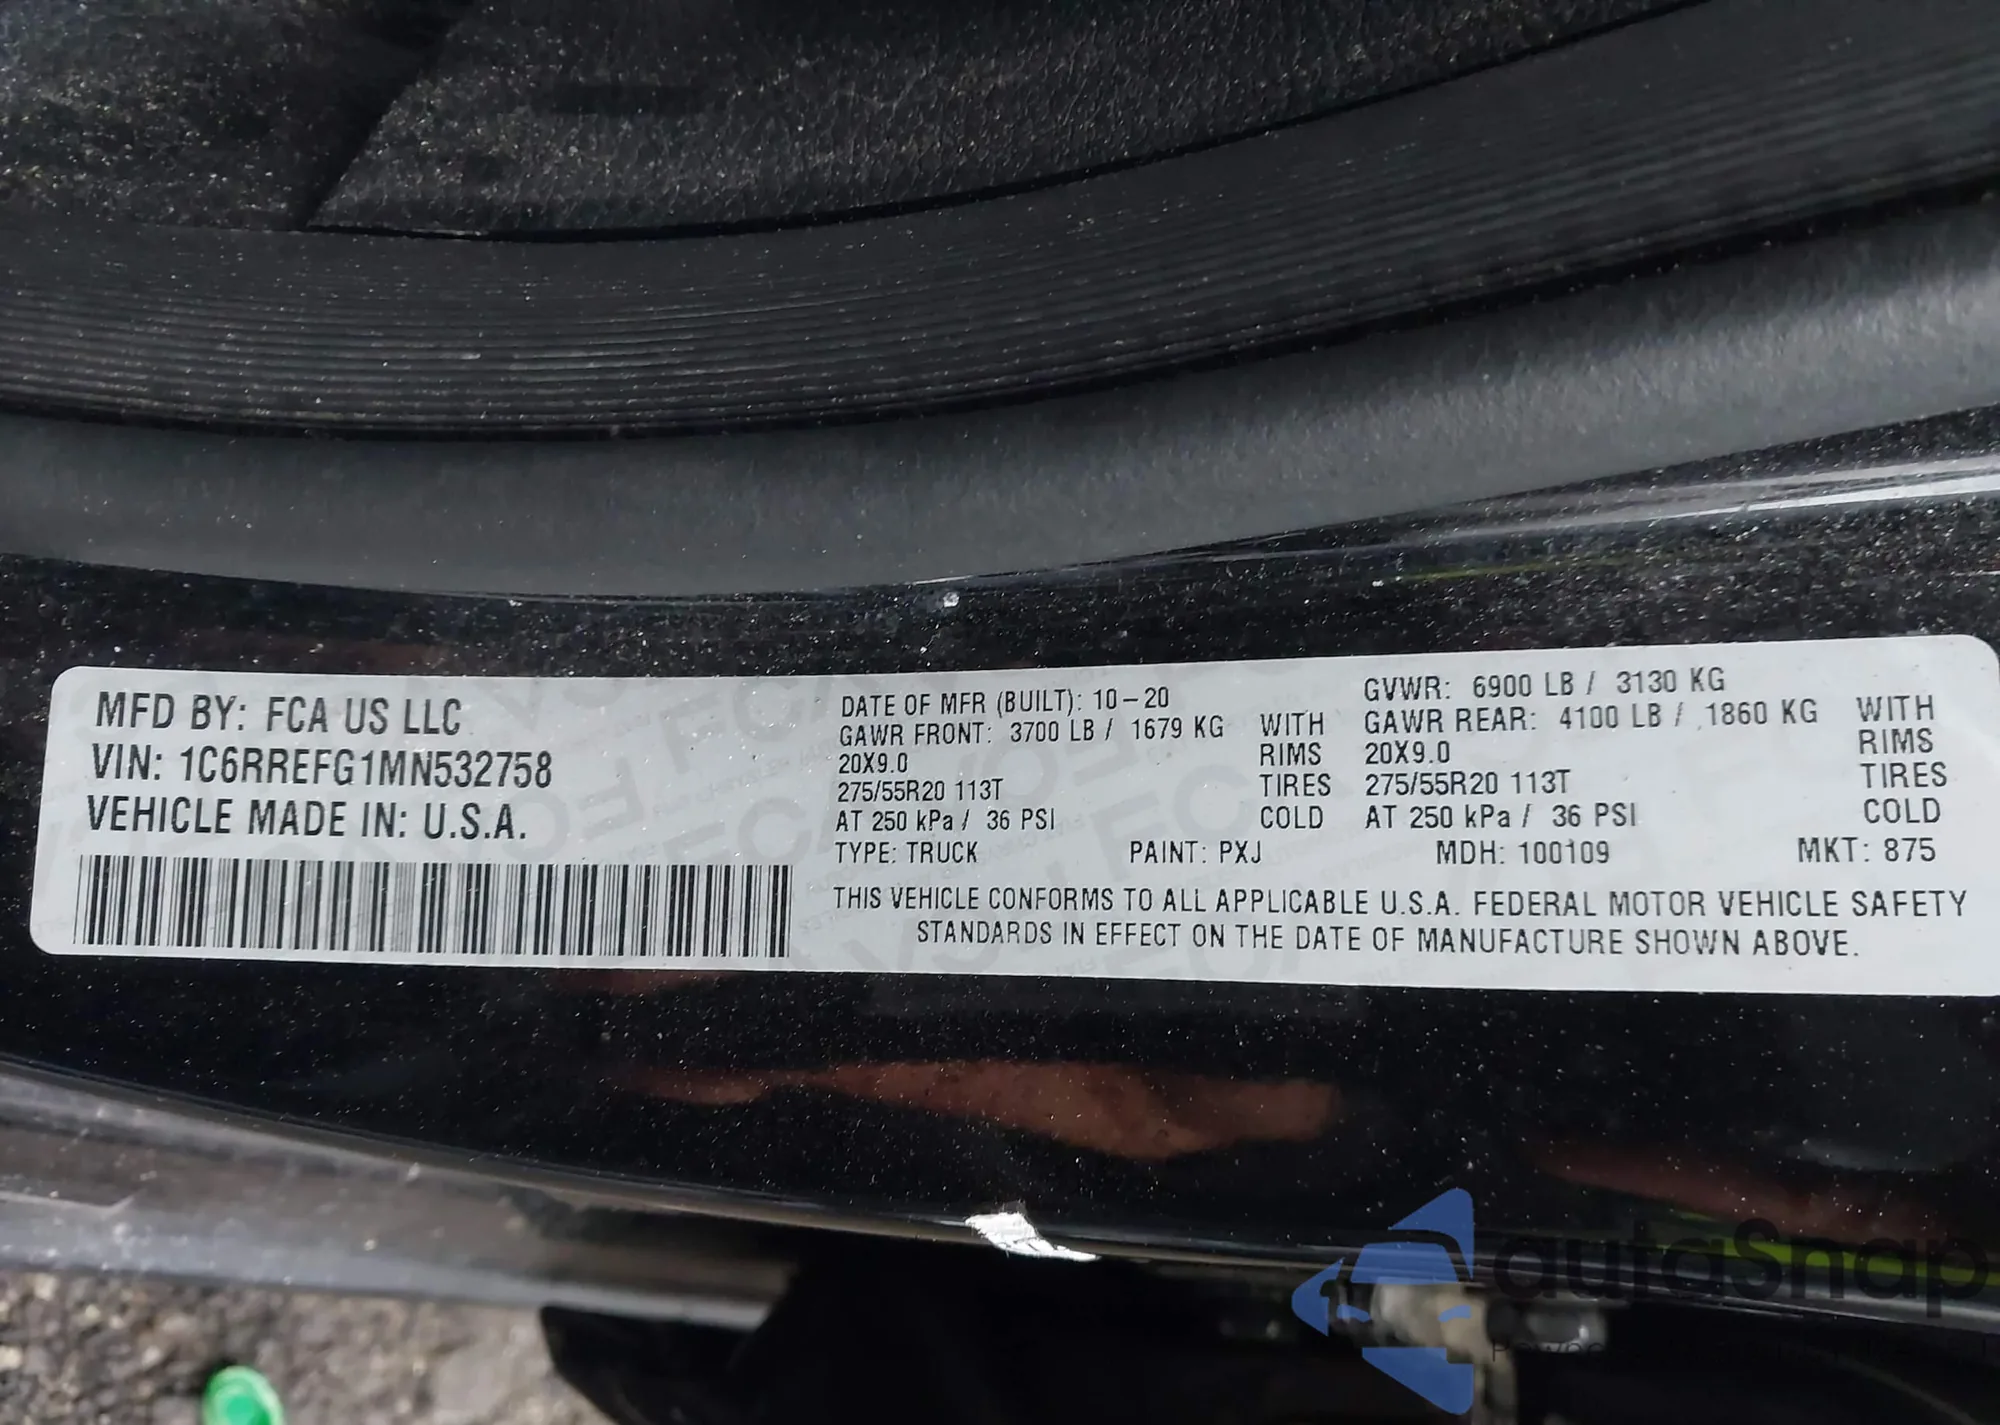 MFD BY: FCA US LLC
VIN: 1C6RREFG1MN532758
VEHICLE MADE IN: U.S.A.
DATE OF MFR (BUILT): 10-20
GAWR FRONT: 3700 LB / 1679 KG WITH
20X9.0 RIMS
275/55R20 113T TIRES
AT 250 kPa / 36 PSI COLD
GVWR: 6900 LB / 3130 KG
GAWR REAR: 4100 LB / 1860 KG WITH
20X9.0 RIMS
275/55R20 113T TIRES
AT 250 kPa / 36 PSI COLD
TYPE: TRUCK PAINT: PXJ MDH: 100109 MKT: 875
THIS VEHICLE CONFORMS TO ALL APPLICABLE U.S.A. FEDERAL MOTOR VEHICLE SAFETY
STANDARDS IN EFFECT ON THE DATE OF MANUFACTURE SHOWN ABOVE.
autaSnap